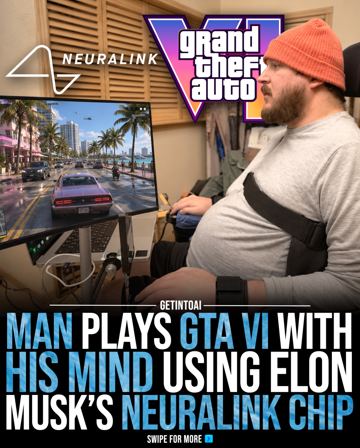 NEURALINK
VI
grand
theft
auto
GETINTOAI
MAN PLAYS GTA VI WITH
HIS MIND USING ELON
MUSK'S NEURALINK CHIP
SWIPE FOR MORE